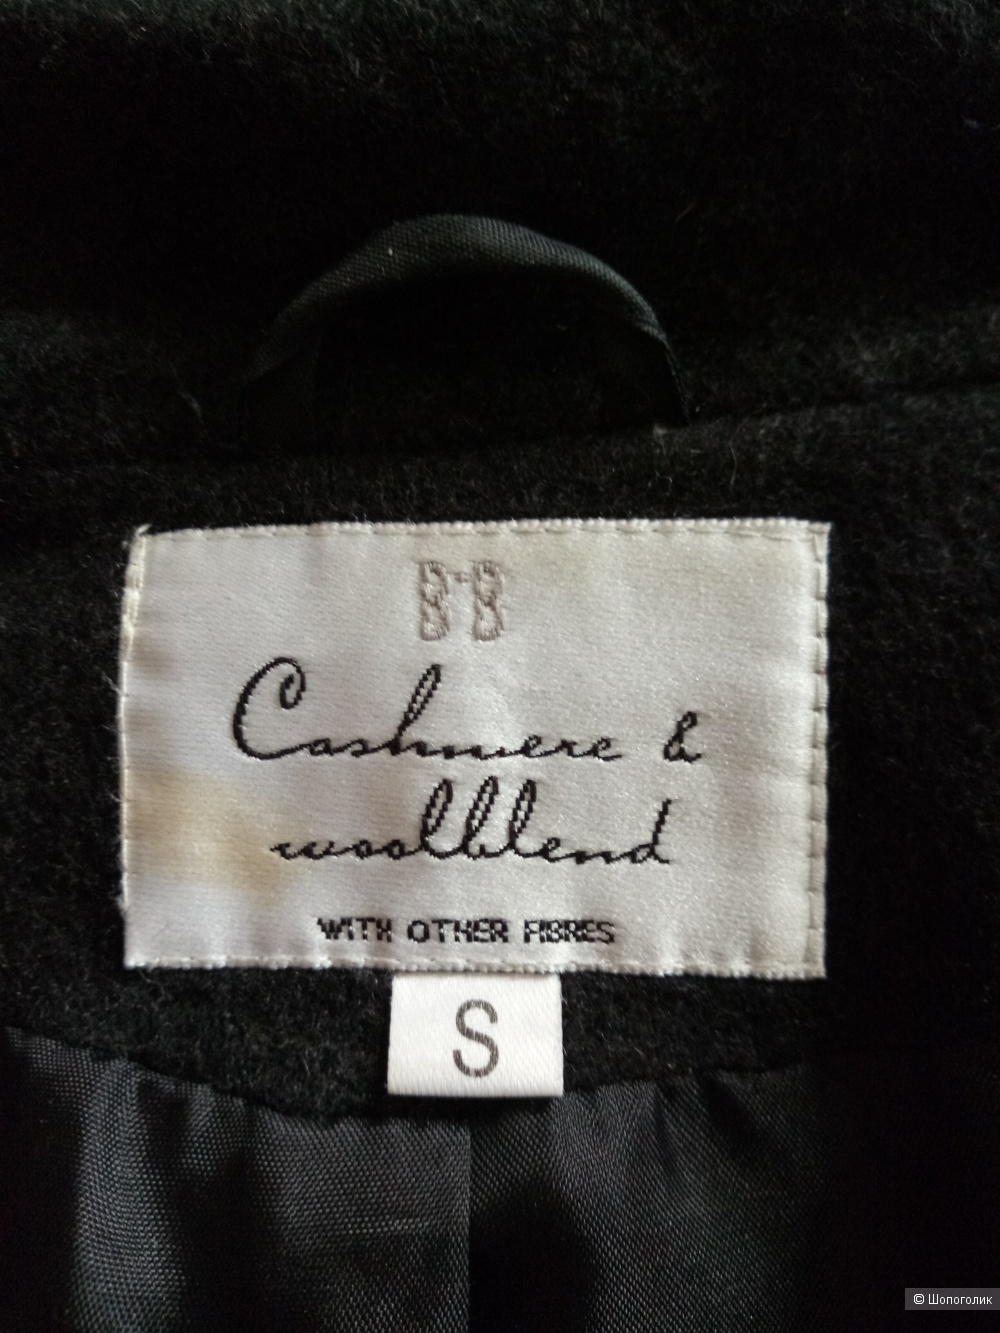 B·B
Cashmere &
woolblend
WITH OTHER FIBRES
S
© Шопоголик